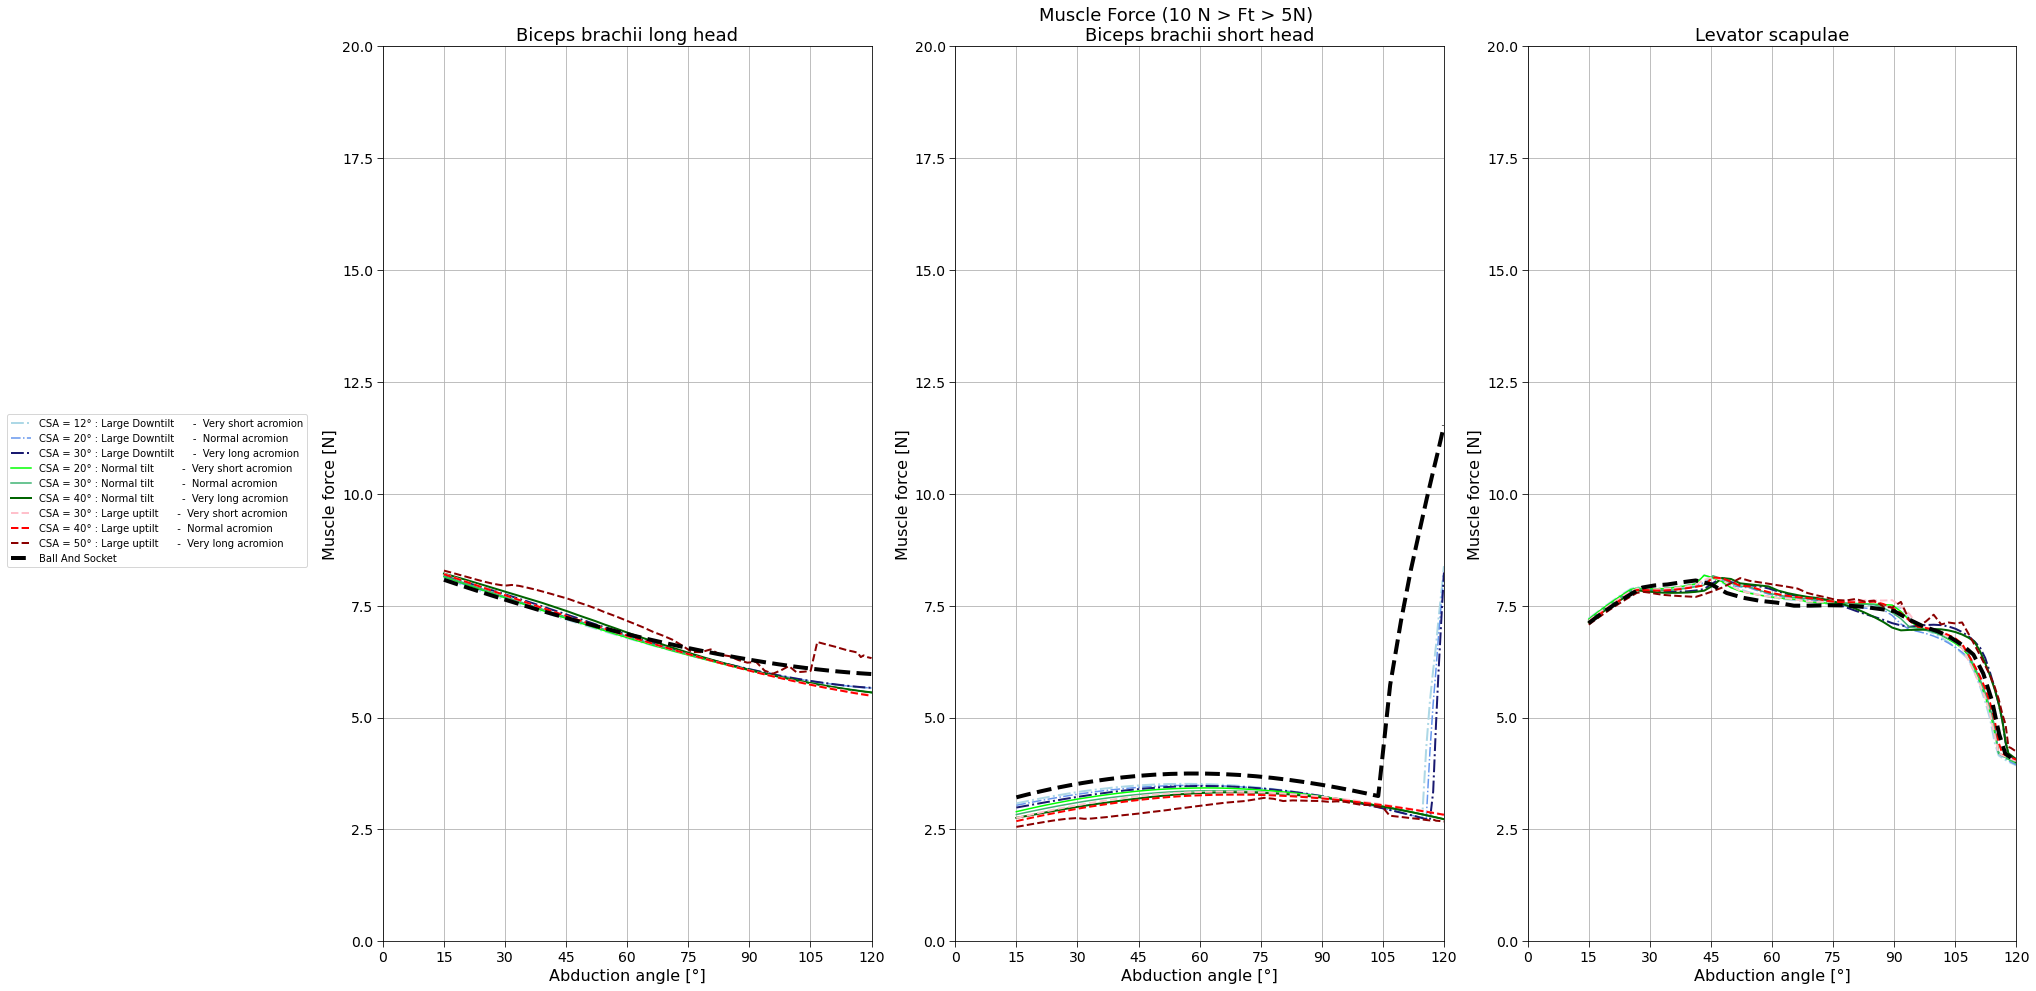 Muscle Force (10 N > Ft > 5N)
Biceps brachii long head
20.0
17.5
15.0
12.5
10.0
7.5
5.0
2.5
0.0
Muscle force [N]
0 15 30 45 60 75 90 105 120
Abduction angle [°]
Biceps brachii short head
20.0
17.5
15.0
12.5
10.0
7.5
5.0
2.5
0.0
Muscle force [N]
0 15 30 45 60 75 90 105 120
Abduction angle [°]
Levator scapulae
20.0
17.5
15.0
12.5
10.0
7.5
5.0
2.5
0.0
Muscle force [N]
0 15 30 45 60 75 90 105 120
Abduction angle [°]
CSA = 12° : Large Downtilt - Very short acromion
CSA = 20° : Large Downtilt - Normal acromion
CSA = 30° : Large Downtilt - Very long acromion
CSA = 20° : Normal tilt - Very short acromion
CSA = 30° : Normal tilt - Normal acromion
CSA = 40° : Normal tilt - Very long acromion
CSA = 30° : Large uptilt - Very short acromion
CSA = 40° : Large uptilt - Normal acromion
CSA = 50° : Large uptilt - Very long acromion
Ball And Socket